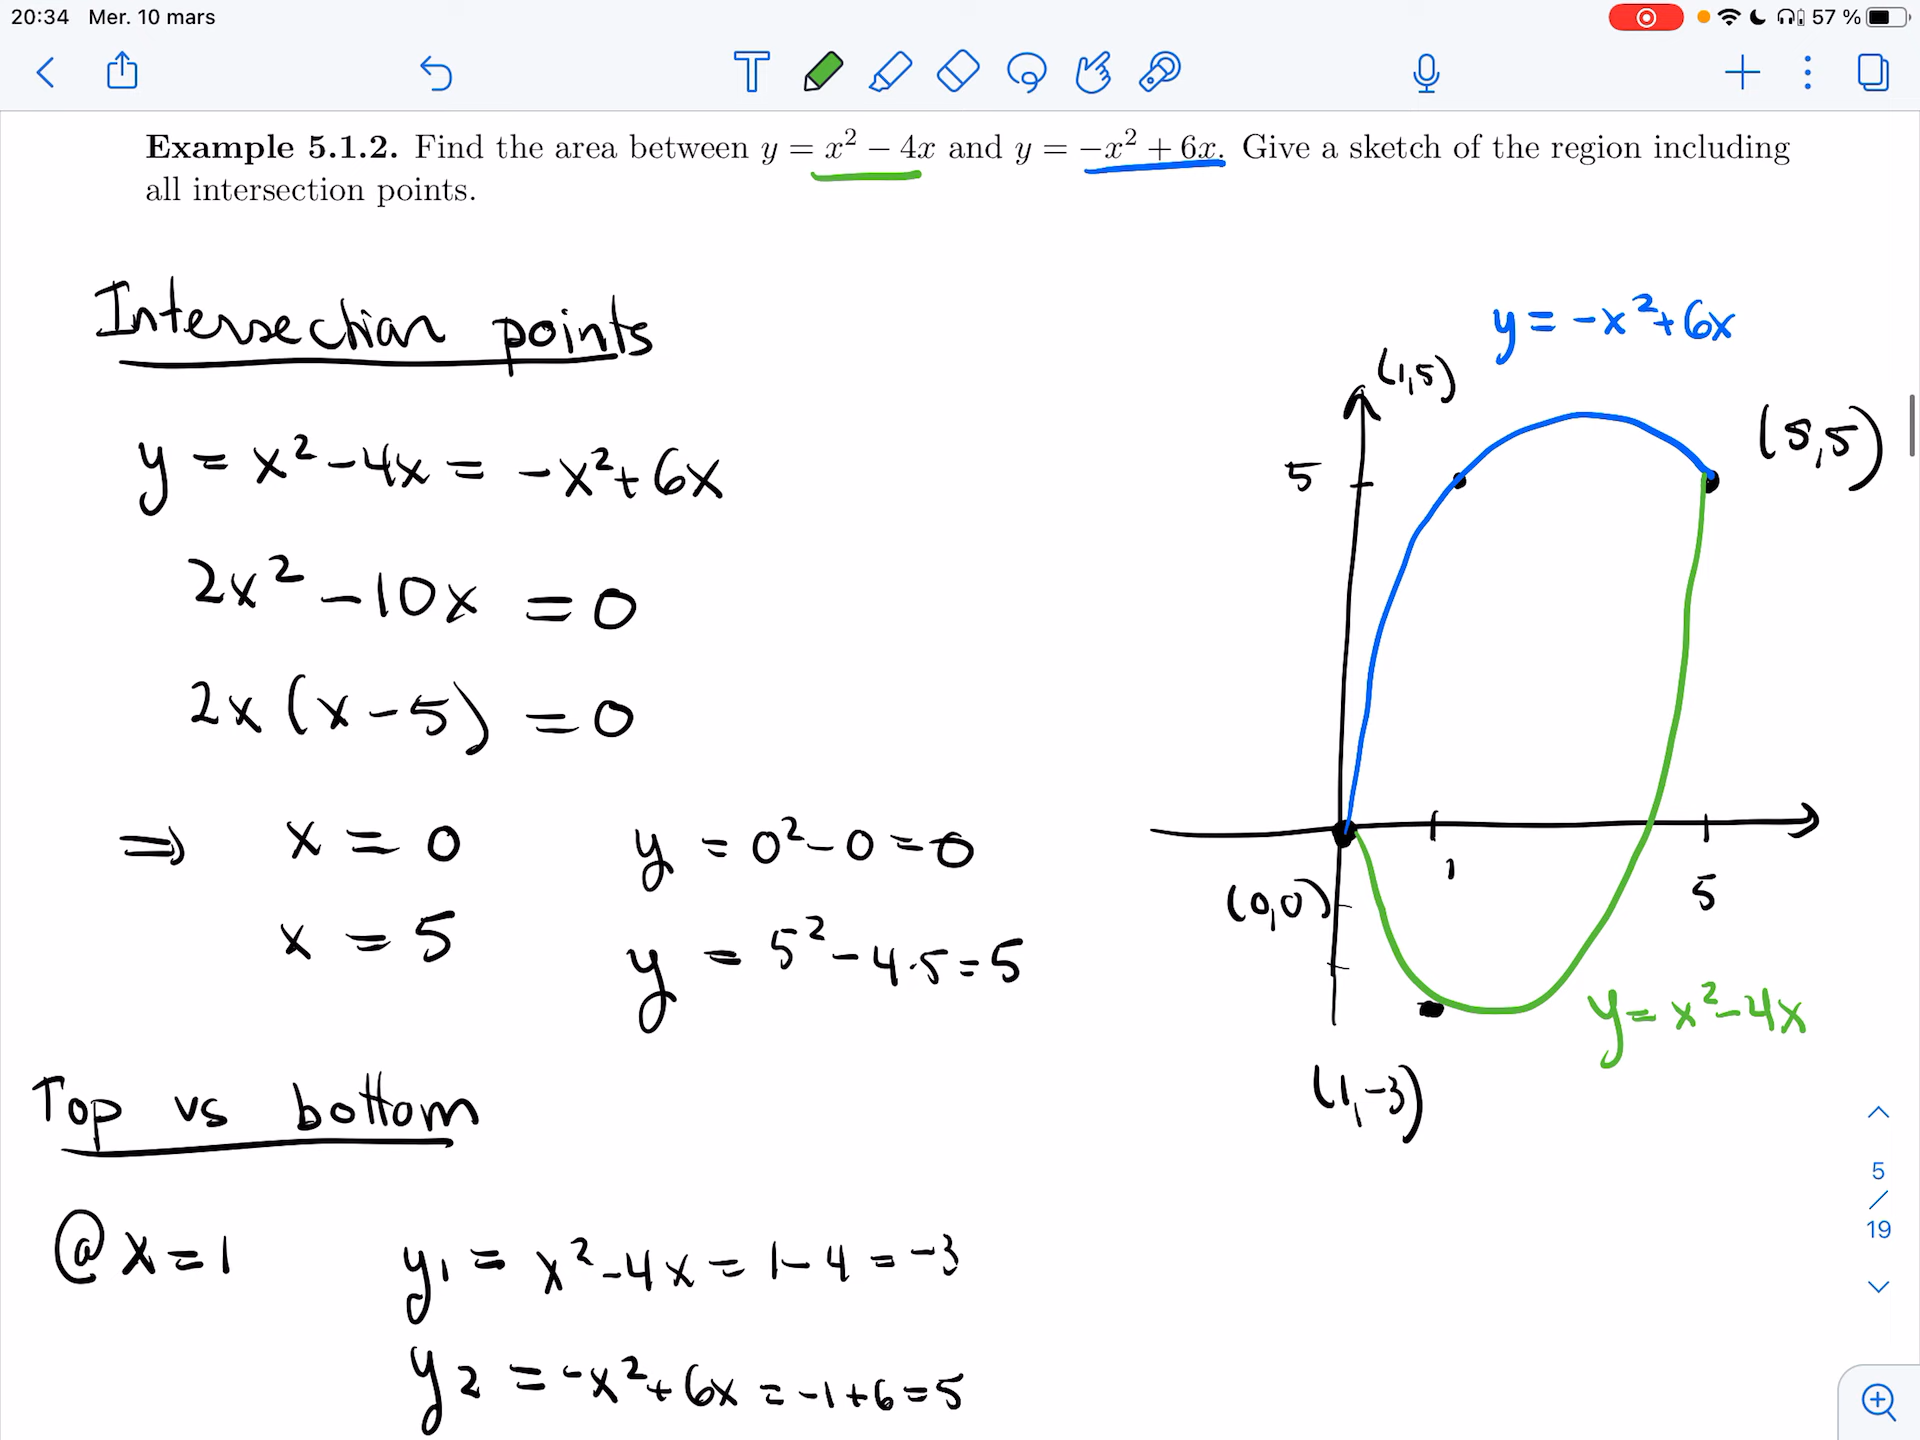 20:34 Mer. 10 mars 57 %
T
Example 5.1.2. Find the area between y = x² − 4x and y = −x² + 6x. Give a sketch of the region including
all intersection points.
Intersection points
y = x² - 4x = -x² + 6x
2x² - 10x = 0
2x (x - 5) = 0
⇒ x = 0 y = 0² - 0 = 0
x = 5 y = 5² - 4·5 = 5
Top vs bottom
@ x = 1 y₁ = x² - 4x = 1 - 4 = -3
y₂ = -x² + 6x = -1 + 6 = 5
y = -x² + 6x
(1,5)
(5,5)
5
1
5
(0,0)
y = x² - 4x
(1,-3)
5
/
19